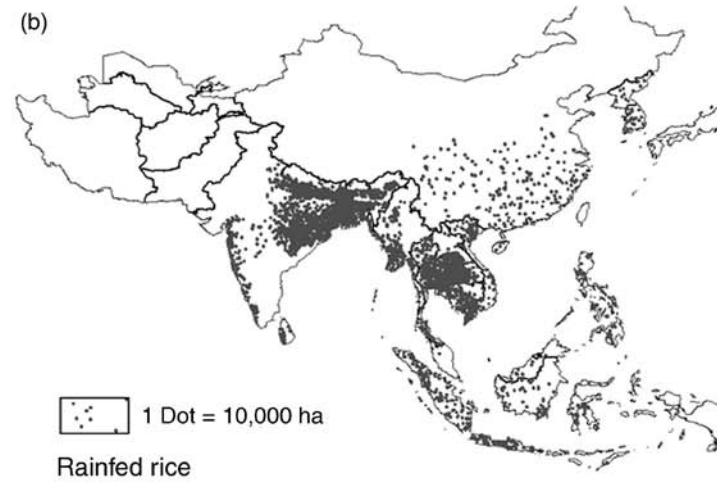 (b)
1 Dot = 10,000 ha
Rainfed rice